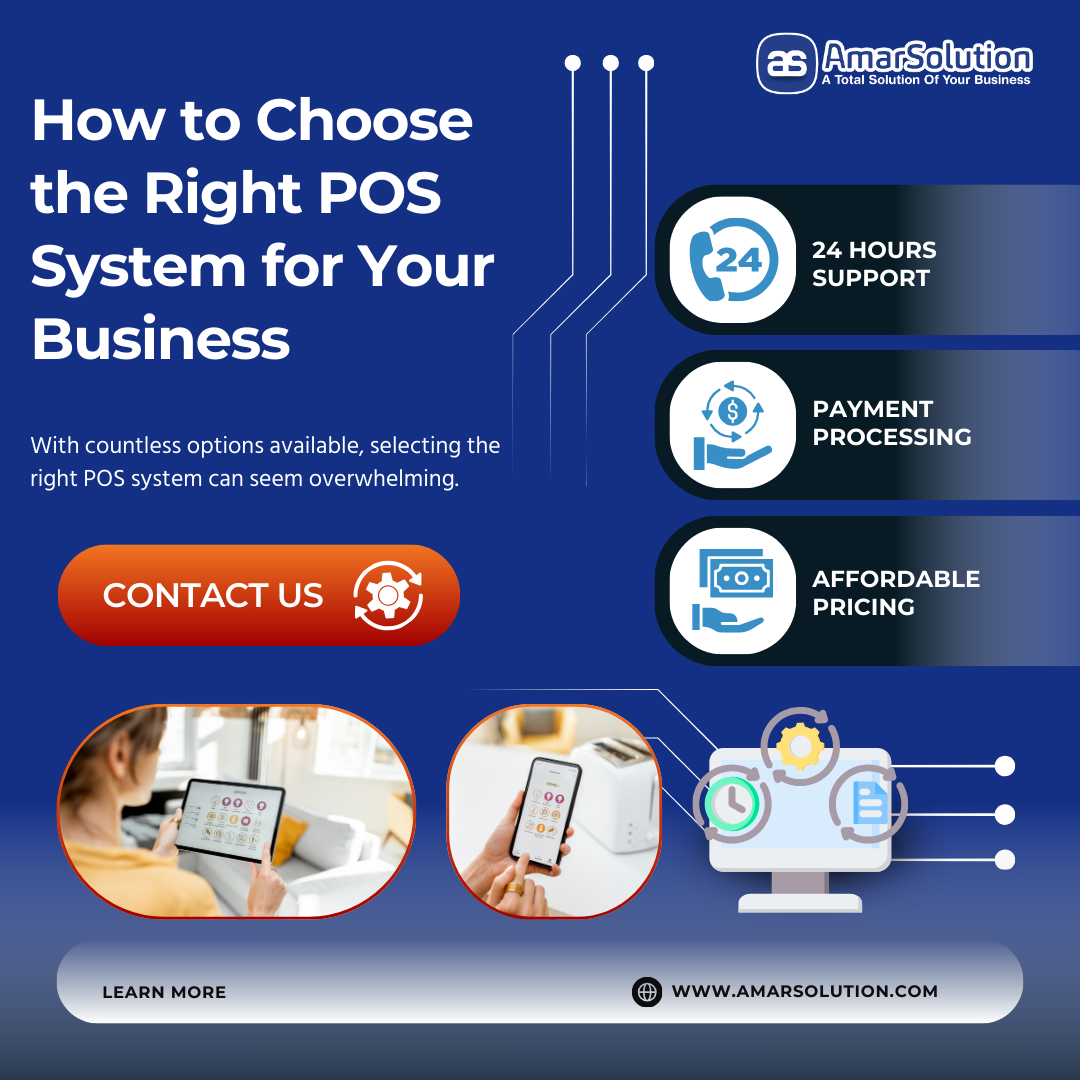 as
AmarSolution
A Total Solution Of Your Business
How to Choose
the Right POS
System for Your
Business
With countless options available, selecting the
right POS system can seem overwhelming.
CONTACT US
24
24 HOURS
SUPPORT
$
PAYMENT
PROCESSING
AFFORDABLE
PRICING
LEARN MORE
WWW.AMARSOLUTION.COM